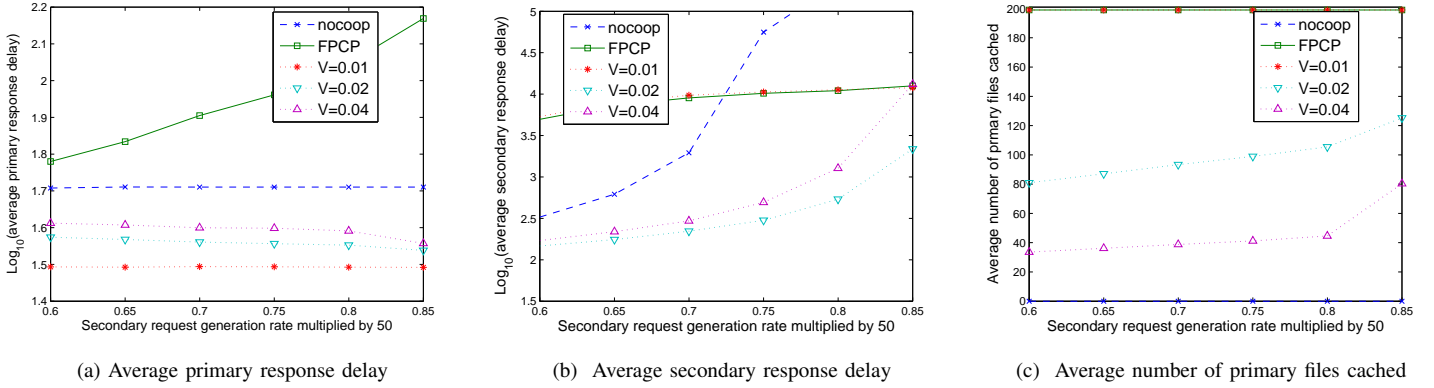 2.2
2.1
2
1.9
1.8
1.7
1.6
1.5
1.4
Log10(average primary response delay)
nocoop
FPCP
V=0.01
V=0.02
V=0.04
0.6 0.65 0.7 0.75 0.8 0.85
Secondary request generation rate multiplied by 50
(a) Average primary response delay
5
4.5
4
3.5
3
2.5
2
1.5
Log10(average secondary response delay)
nocoop
FPCP
V=0.01
V=0.02
V=0.04
0.6 0.65 0.7 0.75 0.8 0.85
Secondary request generation rate multiplied by 50
(b) Average secondary response delay
200
180
160
140
120
100
80
60
40
20
0
Average number of prmary files cached
nocoop
FPCP
V=0.01
V=0.02
V=0.04
0.6 0.65 0.7 0.75 0.8 0.85
Secondary request generation rate multiplied by 50
(c) Average number of primary files cached